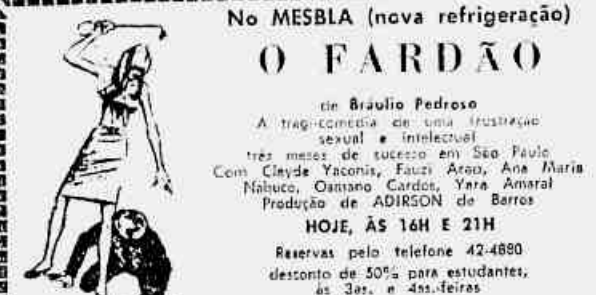 No MESBLA (nova refrigeração)
O FARDÃO
de Bráulio Pedroso
A tragi-comedia de uma frustração
sexual e intelectual
três meses de sucesso em São Paulo
Com Cleyde Yaconis, Fauzi Arap, Ana Maria
Nabuco, Osmano Cardos, Yara Amaral
Produção de ADIRSON de Barros
HOJE, ÀS 16H E 21H
Reservas pelo telefone 42-4880
desconto de 50% para estudantes,
às 3as. e 4as.-feiras